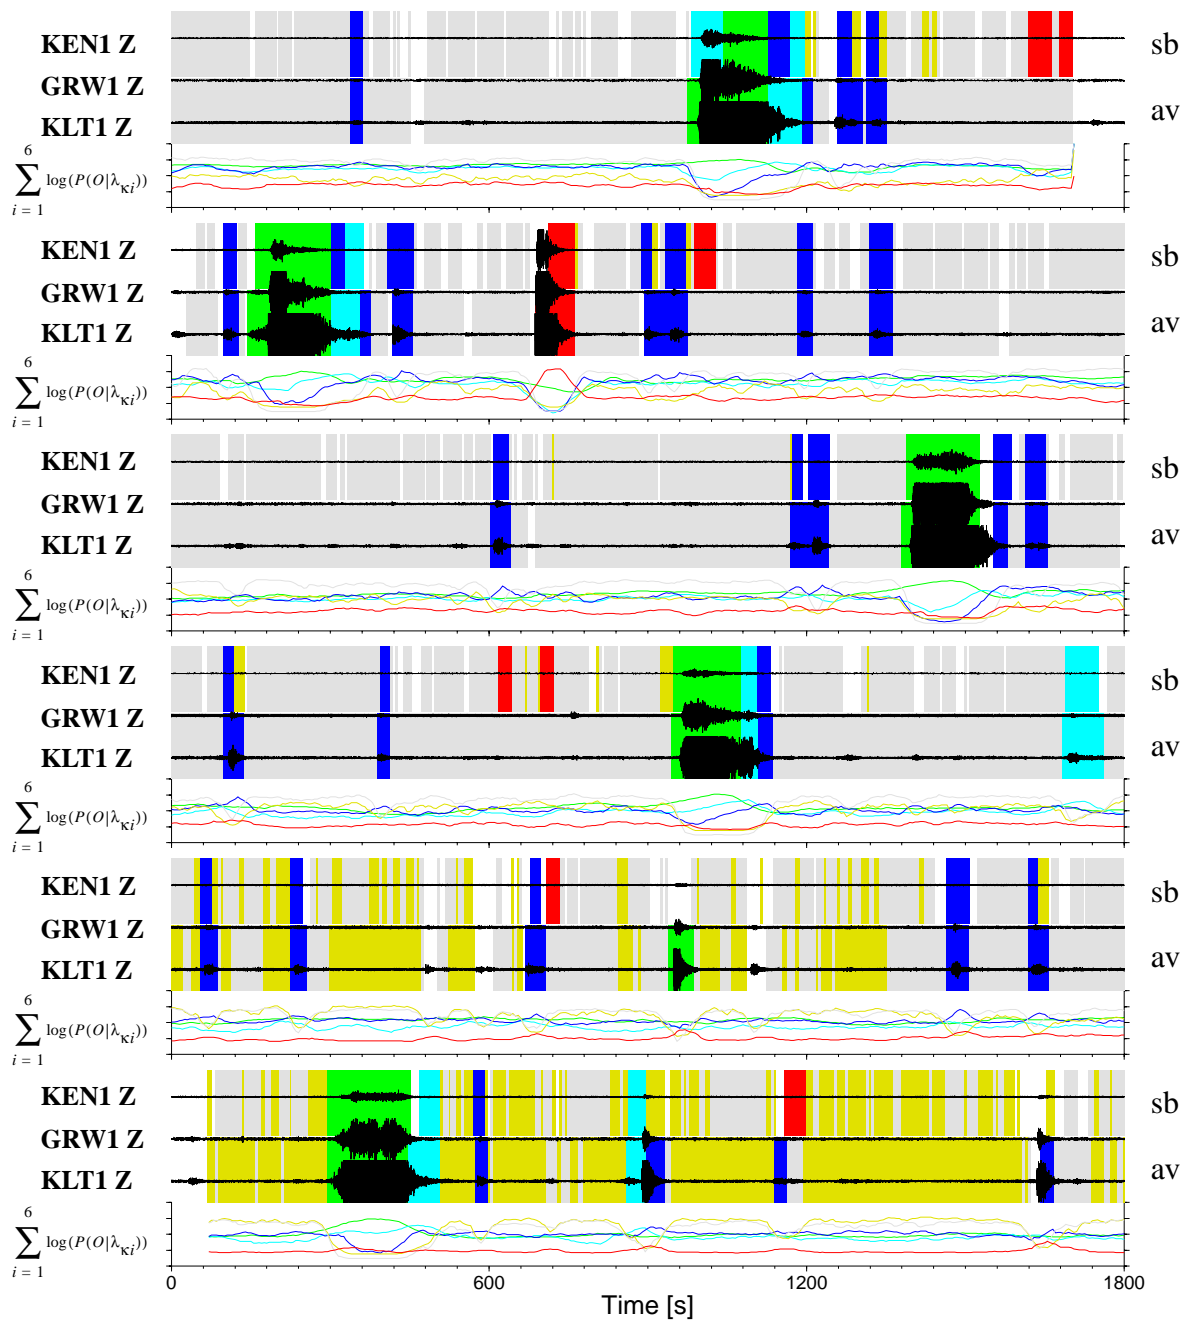 KEN1 Z
sb
GRW1 Z
KLT1 Z
av
6
∑ log(P(O|λκi))
i = 1
KEN1 Z
sb
GRW1 Z
KLT1 Z
av
6
∑ log(P(O|λκi))
i = 1
KEN1 Z
sb
GRW1 Z
KLT1 Z
av
6
∑ log(P(O|λκi))
i = 1
KEN1 Z
sb
GRW1 Z
KLT1 Z
av
6
∑ log(P(O|λκi))
i = 1
KEN1 Z
sb
GRW1 Z
KLT1 Z
av
6
∑ log(P(O|λκi))
i = 1
KEN1 Z
sb
GRW1 Z
KLT1 Z
av
6
∑ log(P(O|λκi))
i = 1
0 600 1200 1800
Time [s]